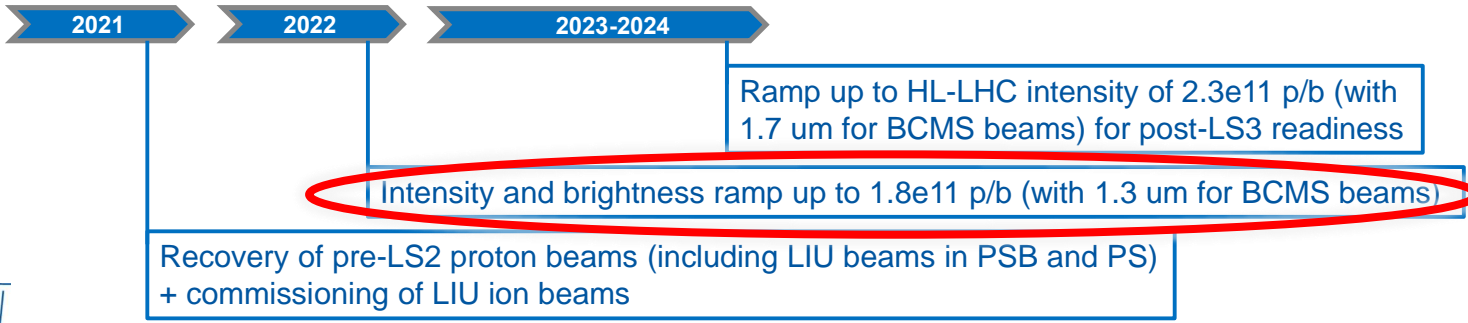 2021 2022 2023-2024
Ramp up to HL-LHC intensity of 2.3e11 p/b (with
1.7 um for BCMS beams) for post-LS3 readiness
Intensity and brightness ramp up to 1.8e11 p/b (with 1.3 um for BCMS beams)
Recovery of pre-LS2 proton beams (including LIU beams in PSB and PS)
+ commissioning of LIU ion beams